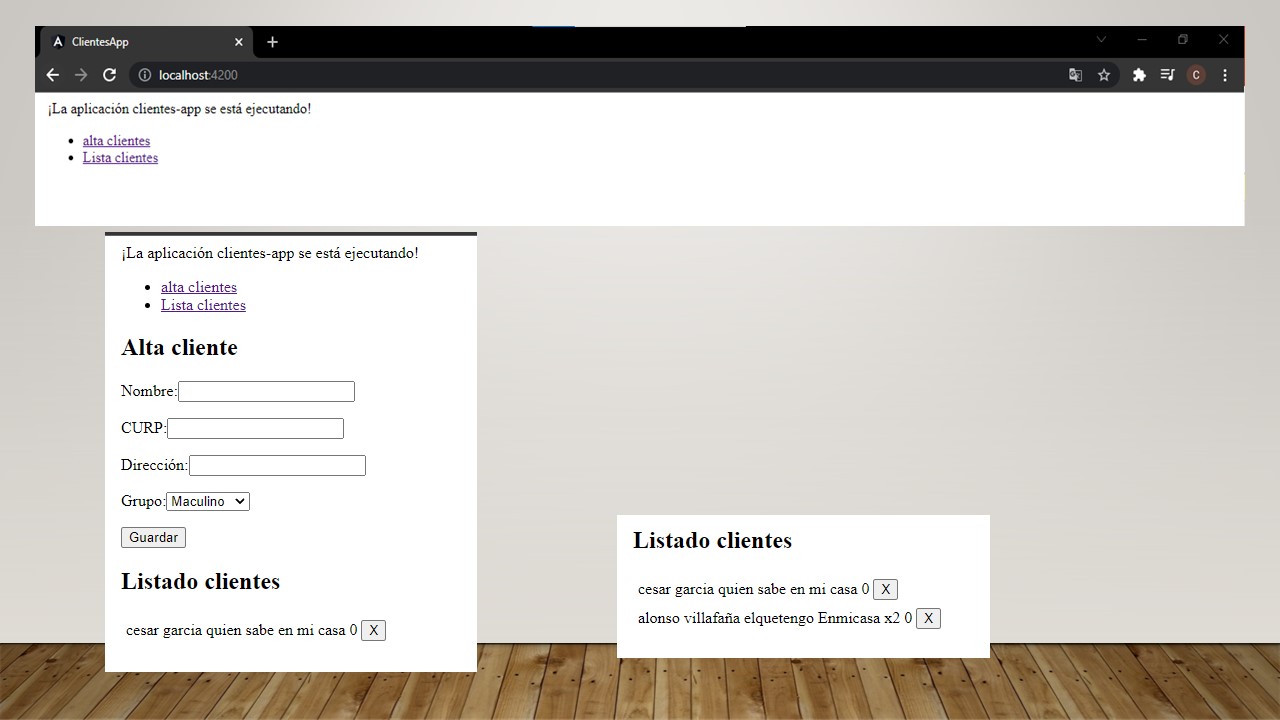 ClientesApp
localhost:4200
C
¡La aplicación clientes-app se está ejecutando!
alta clientes
Lista clientes
¡La aplicación clientes-app se está ejecutando!
alta clientes
Lista clientes
Alta cliente
Nombre:
CURP:
Dirección:
Grupo: Maculino
Guardar
Listado clientes
cesar garcia quien sabe en mi casa 0 X
Listado clientes
cesar garcia quien sabe en mi casa 0 X
alonso villafaña elquetengo Enmicasa x2 0 X